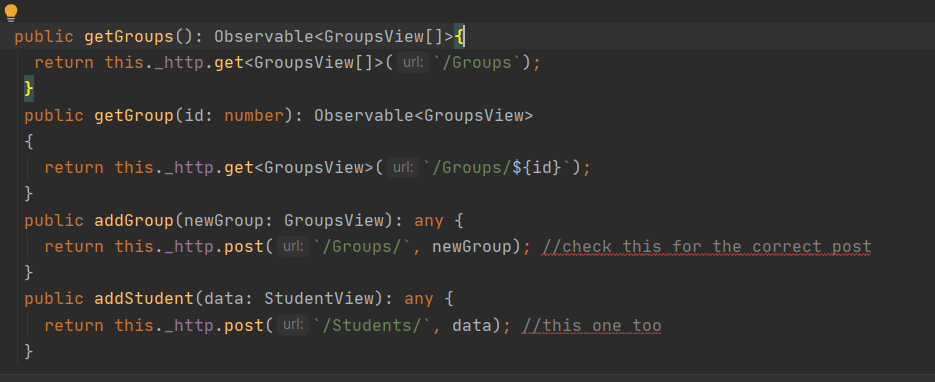 public getGroups(): Observable<GroupsView[]>{
return this._http.get<GroupsView[]>( url: `/Groups`);
}
public getGroup(id: number): Observable<GroupsView>
{
return this._http.get<GroupsView>( url: `/Groups/${id}`);
}
public addGroup(newGroup: GroupsView): any {
return this._http.post( url: `/Groups/`, newGroup); //check this for the correct post
}
public addStudent(data: StudentView): any {
return this._http.post( url: `/Students/`, data); //this one too
}